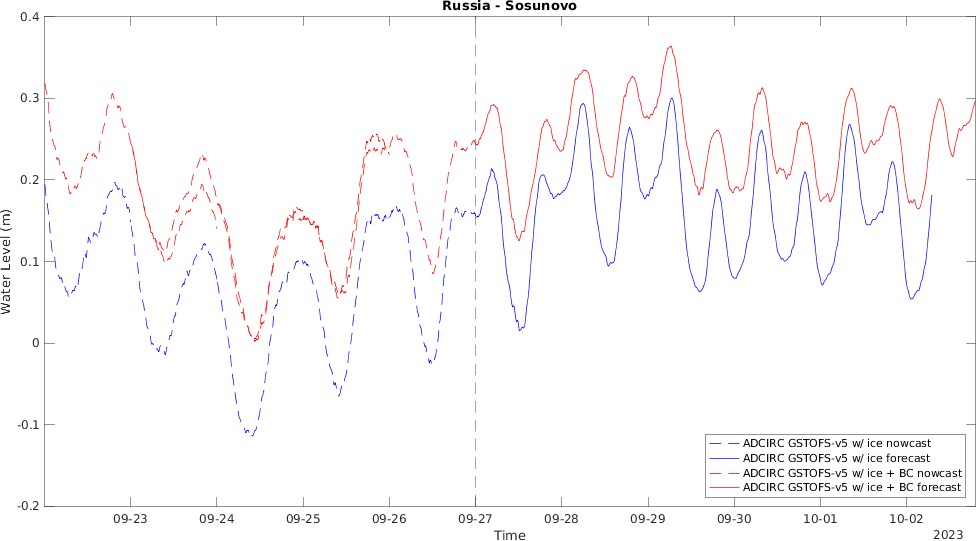 Russia - Sosunovo
0.4
0.3
0.2
0.1
0
-0.1
-0.2
Water Level (m)
ADCIRC GSTOFS-v5 w/ ice nowcast
ADCIRC GSTOFS-v5 w/ ice forecast
ADCIRC GSTOFS-v5 w/ ice + BC nowcast
ADCIRC GSTOFS-v5 w/ ice + BC forecast
09-23 09-24 09-25 09-26 09-27 09-28 09-29 09-30 10-01 10-02
Time
2023